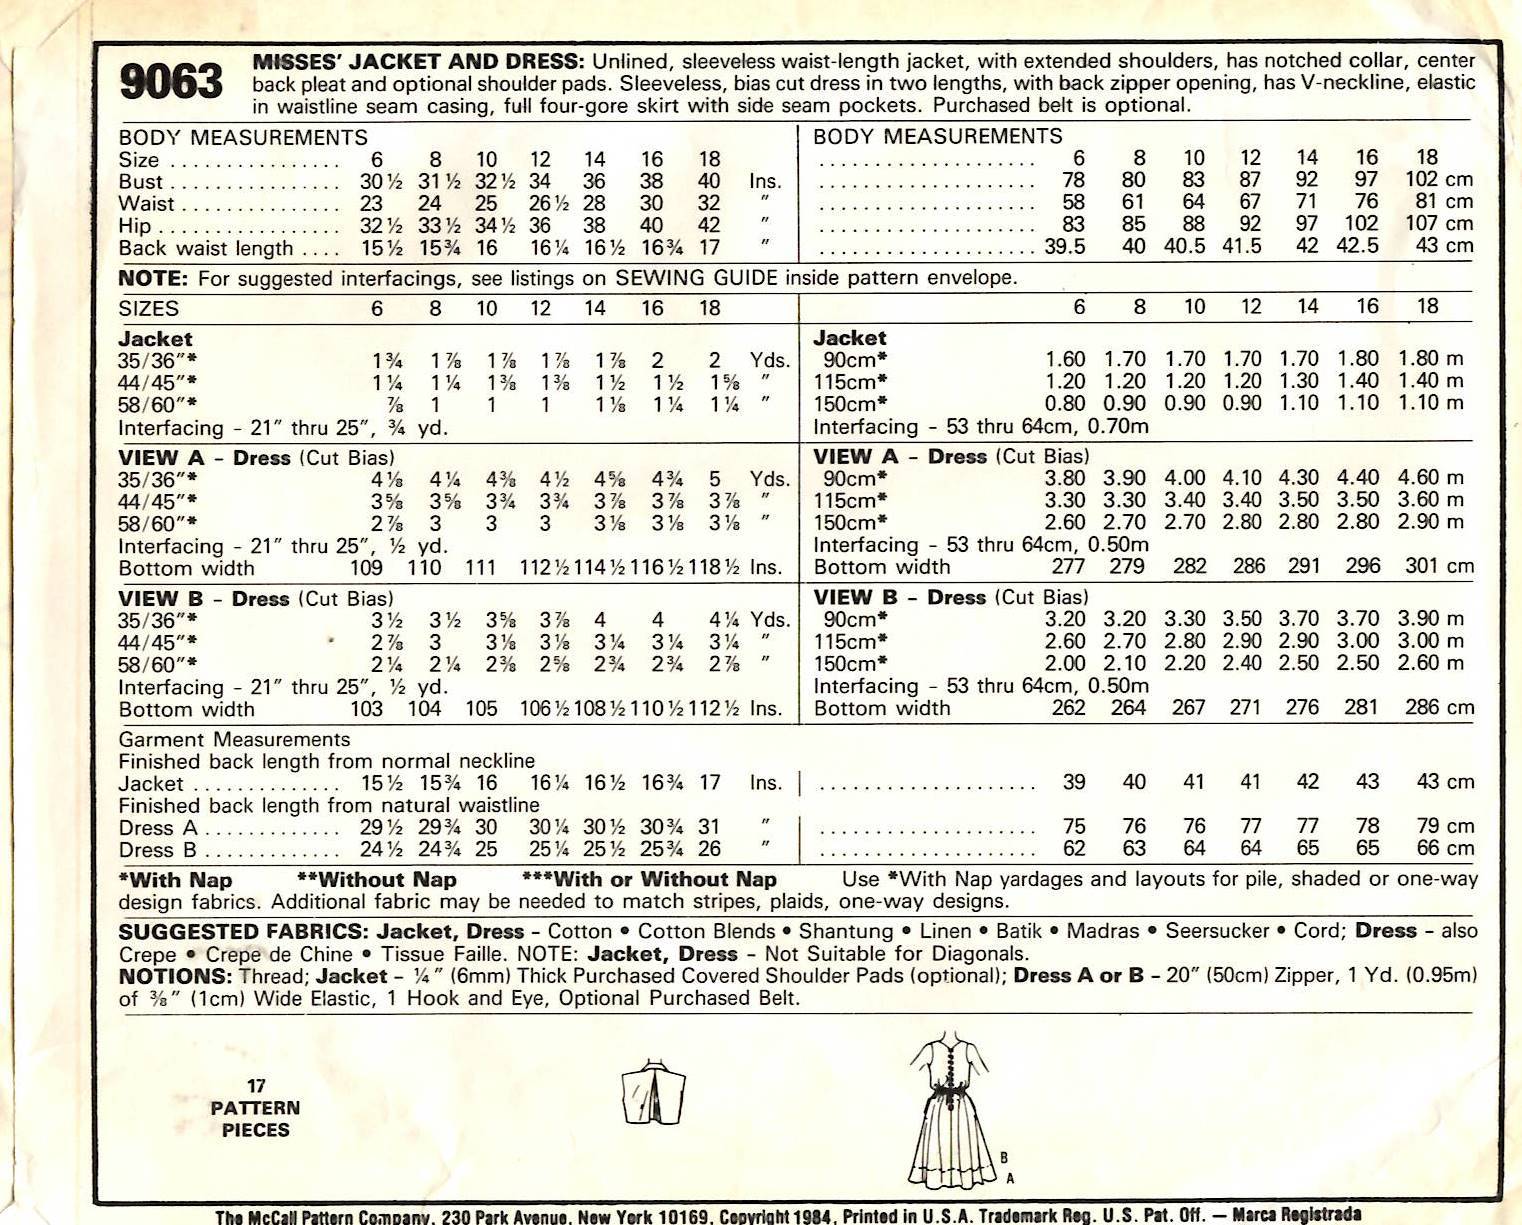 9063
MISSES' JACKET AND DRESS: Unlined, sleeveless waist-length jacket, with extended shoulders, has notched collar, center
back pleat and optional shoulder pads. Sleeveless, bias cut dress in two lengths, with back zipper opening, has V-neckline, elastic
in waistline seam casing, full four-gore skirt with side seam pockets. Purchased belt is optional.
BODY MEASUREMENTS BODY MEASUREMENTS
Size ................ 6 8 10 12 14 16 18 ..................... 6 8 10 12 14 16 18
Bust ................ 30½ 31½ 32½ 34 36 38 40 Ins. ..................... 78 80 83 87 92 97 102 cm
Waist ............... 23 24 25 26½ 28 30 32 " ..................... 58 61 64 67 71 76 81 cm
Hip ................. 32½ 33½ 34½ 36 38 40 42 " ..................... 83 85 88 92 97 102 107 cm
Back waist length .... 15½ 15¾ 16 16¼ 16½ 16¾ 17 " ..................... 39.5 40 40.5 41.5 42 42.5 43 cm
NOTE: For suggested interfacings, see listings on SEWING GUIDE inside pattern envelope.
SIZES 6 8 10 12 14 16 18 6 8 10 12 14 16 18
Jacket Jacket
35/36"* 1¾ 1⅞ 1⅞ 1⅞ 1⅞ 2 2 Yds. 90cm* 1.60 1.70 1.70 1.70 1.70 1.80 1.80 m
44/45"* 1¼ 1¼ 1⅜ 1⅜ 1½ 1½ 1⅝ " 115cm* 1.20 1.20 1.20 1.20 1.30 1.40 1.40 m
58/60"* ⅞ 1 1 1 1⅛ 1¼ 1¼ " 150cm* 0.80 0.90 0.90 0.90 1.10 1.10 1.10 m
Interfacing - 21" thru 25", ¾ yd. Interfacing - 53 thru 64cm, 0.70m
VIEW A - Dress (Cut Bias) VIEW A - Dress (Cut Bias)
35/36"* 4⅛ 4¼ 4⅜ 4½ 4⅝ 4¾ 5 Yds. 90cm* 3.80 3.90 4.00 4.10 4.30 4.40 4.60 m
44/45"* 3⅝ 3⅝ 3¾ 3¾ 3⅞ 3⅞ 3⅞ " 115cm* 3.30 3.30 3.40 3.40 3.50 3.50 3.60 m
58/60"* 2⅞ 3 3 3 3⅛ 3⅛ 3⅛ " 150cm* 2.60 2.70 2.70 2.80 2.80 2.80 2.90 m
Interfacing - 21" thru 25", ½ yd. Interfacing - 53 thru 64cm, 0.50m
Bottom width 109 110 111 112½ 114½ 116½ 118½ Ins. Bottom width 277 279 282 286 291 296 301 cm
VIEW B - Dress (Cut Bias) VIEW B - Dress (Cut Bias)
35/36"* 3½ 3½ 3⅝ 3⅞ 4 4 4¼ Yds. 90cm* 3.20 3.20 3.30 3.50 3.70 3.70 3.90 m
44/45"* 2⅞ 3 3⅛ 3⅛ 3¼ 3¼ 3¼ " 115cm* 2.60 2.70 2.80 2.90 2.90 3.00 3.00 m
58/60"* 2¼ 2¼ 2⅜ 2⅝ 2¾ 2¾ 2⅞ " 150cm* 2.00 2.10 2.20 2.40 2.50 2.50 2.60 m
Interfacing - 21" thru 25", ½ yd. Interfacing - 53 thru 64cm, 0.50m
Bottom width 103 104 105 106½ 108½ 110½ 112½ Ins. Bottom width 262 264 267 271 276 281 286 cm
Garment Measurements
Finished back length from normal neckline
Jacket .............. 15½ 15¾ 16 16¼ 16½ 16¾ 17 Ins. ..................... 39 40 41 41 42 43 43 cm
Finished back length from natural waistline
Dress A ............. 29½ 29¾ 30 30¼ 30½ 30¾ 31 " ..................... 75 76 76 77 77 78 79 cm
Dress B ............. 24½ 24¾ 25 25¼ 25½ 25¾ 26 " ..................... 62 63 64 64 65 65 66 cm
*With Nap **Without Nap ***With or Without Nap Use *With Nap yardages and layouts for pile, shaded or one-way
design fabrics. Additional fabric may be needed to match stripes, plaids, one-way designs.
SUGGESTED FABRICS: Jacket, Dress - Cotton • Cotton Blends • Shantung • Linen • Batik • Madras • Seersucker • Cord; Dress - also
Crepe • Crepe de Chine • Tissue Faille. NOTE: Jacket, Dress - Not Suitable for Diagonals.
NOTIONS: Thread; Jacket - ¼" (6mm) Thick Purchased Covered Shoulder Pads (optional); Dress A or B - 20" (50cm) Zipper, 1 Yd. (0.95m)
of ⅜" (1cm) Wide Elastic, 1 Hook and Eye, Optional Purchased Belt.
17
PATTERN
PIECES
B
A
The McCall Pattern Company, 230 Park Avenue, New York 10169, Copyright 1984, Printed in U.S.A. Trademark Reg. U.S. Pat. Off. — Marca Registrada